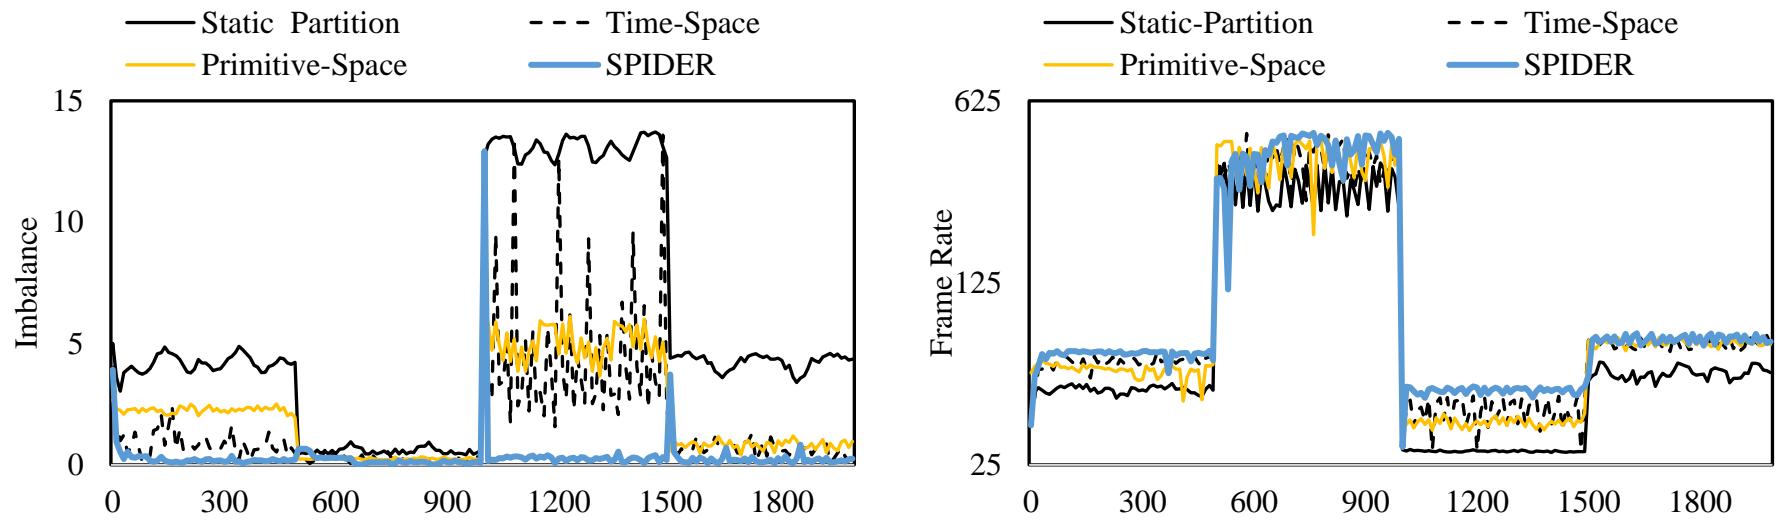 Static Partition
Time-Space
Primitive-Space
SPIDER
15
10
5
0
Imbalance
0 300 600 900 1200 1500 1800
Static-Partition
Time-Space
Primitive-Space
SPIDER
625
125
25
Frame Rate
0 300 600 900 1200 1500 1800